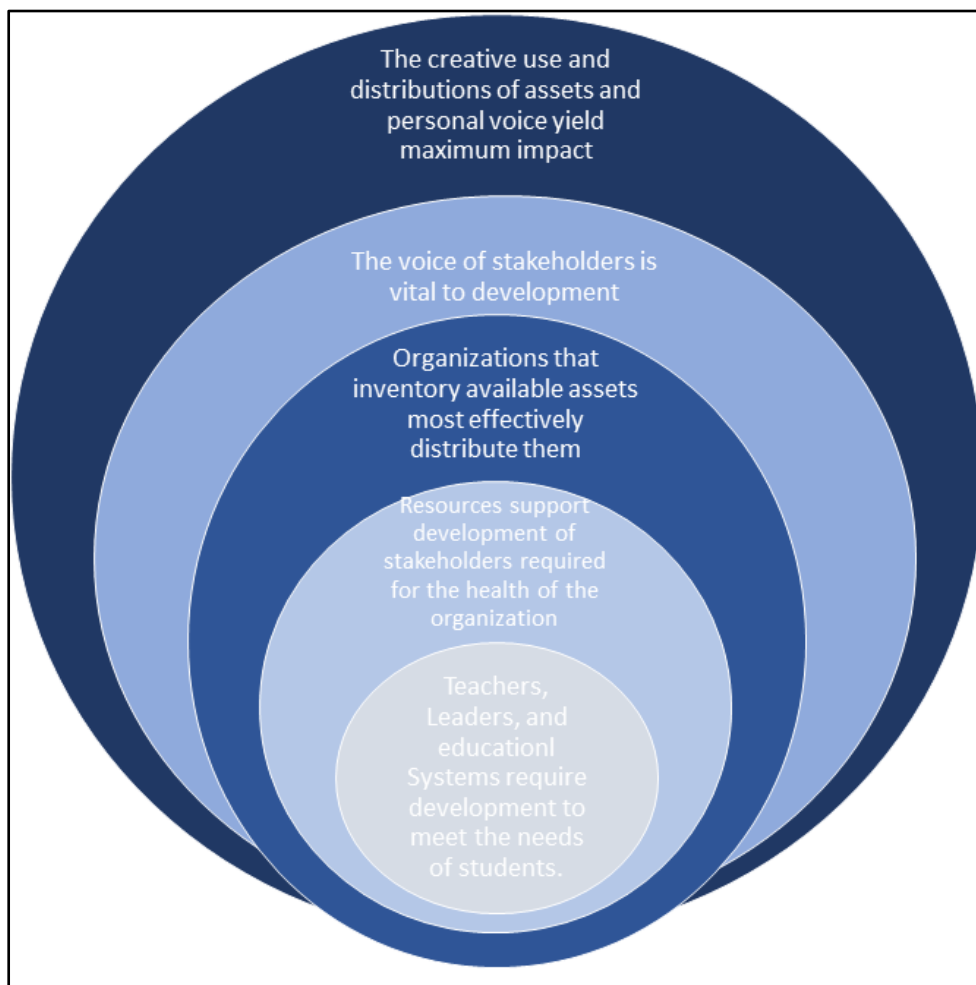 The creative use and
distributions of assets and
personal voice yield
maximum impact
The voice of stakeholders is
vital to development
Organizations that
inventory available assets
most effectively
distribute them
Resources support
development of
stakeholders required
for the health of the
organization
Teachers,
Leaders, and
educationl
Systems require
development to
meet the needs
of students.